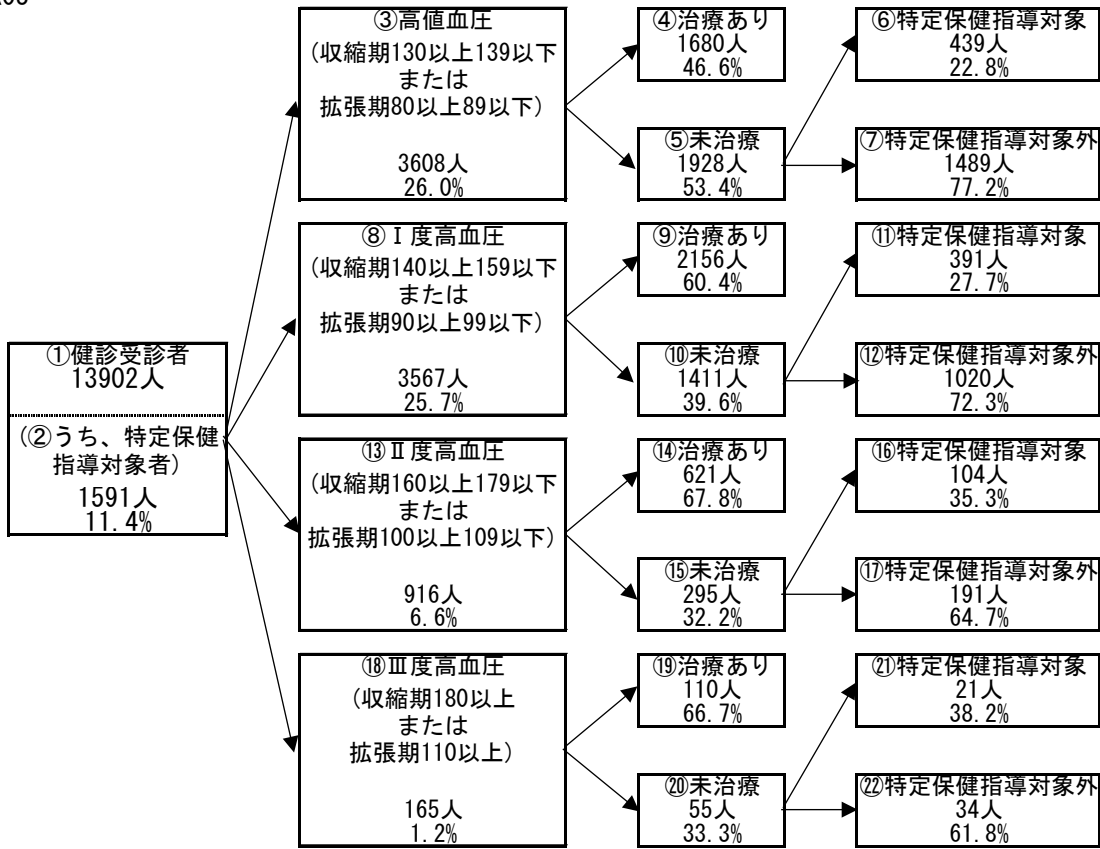 ①健診受診者
13902人
(②うち、特定保健
指導対象者)
1591人
11.4%
③高値血圧
(収縮期130以上139以下
または
拡張期80以上89以下)
3608人
26.0%
④治療あり
1680人
46.6%
⑤未治療
1928人
53.4%
⑥特定保健指導対象
439人
22.8%
⑦特定保健指導対象外
1489人
77.2%
⑧Ⅰ度高血圧
(収縮期140以上159以下
または
拡張期90以上99以下)
3567人
25.7%
⑨治療あり
2156人
60.4%
⑩未治療
1411人
39.6%
⑪特定保健指導対象
391人
27.7%
⑫特定保健指導対象外
1020人
72.3%
⑬Ⅱ度高血圧
(収縮期160以上179以下
または
拡張期100以上109以下)
916人
6.6%
⑭治療あり
621人
67.8%
⑮未治療
295人
32.2%
⑯特定保健指導対象
104人
35.3%
⑰特定保健指導対象外
191人
64.7%
⑱Ⅲ度高血圧
(収縮期180以上
または
拡張期110以上)
165人
1.2%
⑲治療あり
110人
66.7%
⑳未治療
55人
33.3%
㉑特定保健指導対象
21人
38.2%
㉒特定保健指導対象外
34人
61.8%